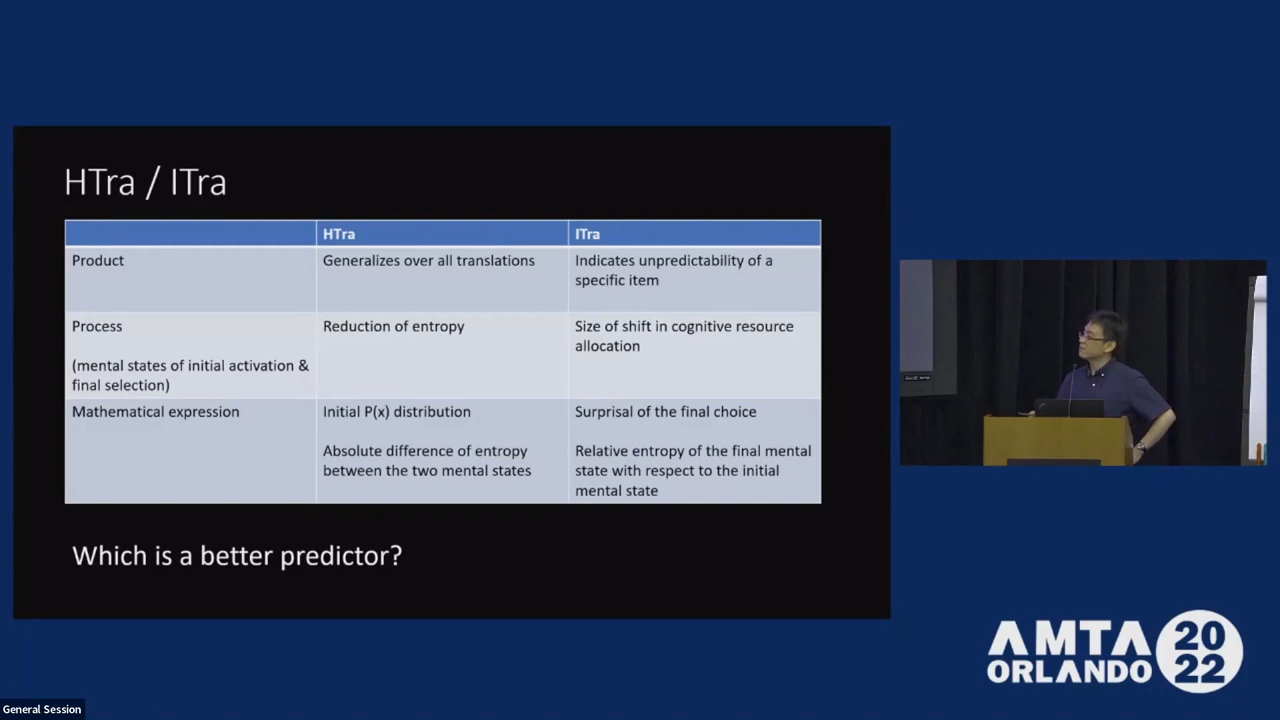 HTra / ITra
HTra
ITra
Product
Generalizes over all translations
Indicates unpredictability of a
specific item
Process
(mental states of initial activation &
final selection)
Reduction of entropy
Size of shift in cognitive resource
allocation
Mathematical expression
Initial P(x) distribution
Absolute difference of entropy
between the two mental states
Surprisal of the final choice
Relative entropy of the final mental
state with respect to the initial
mental state
Which is a better predictor?
AMTA
ORLANDO
20
22
General Session